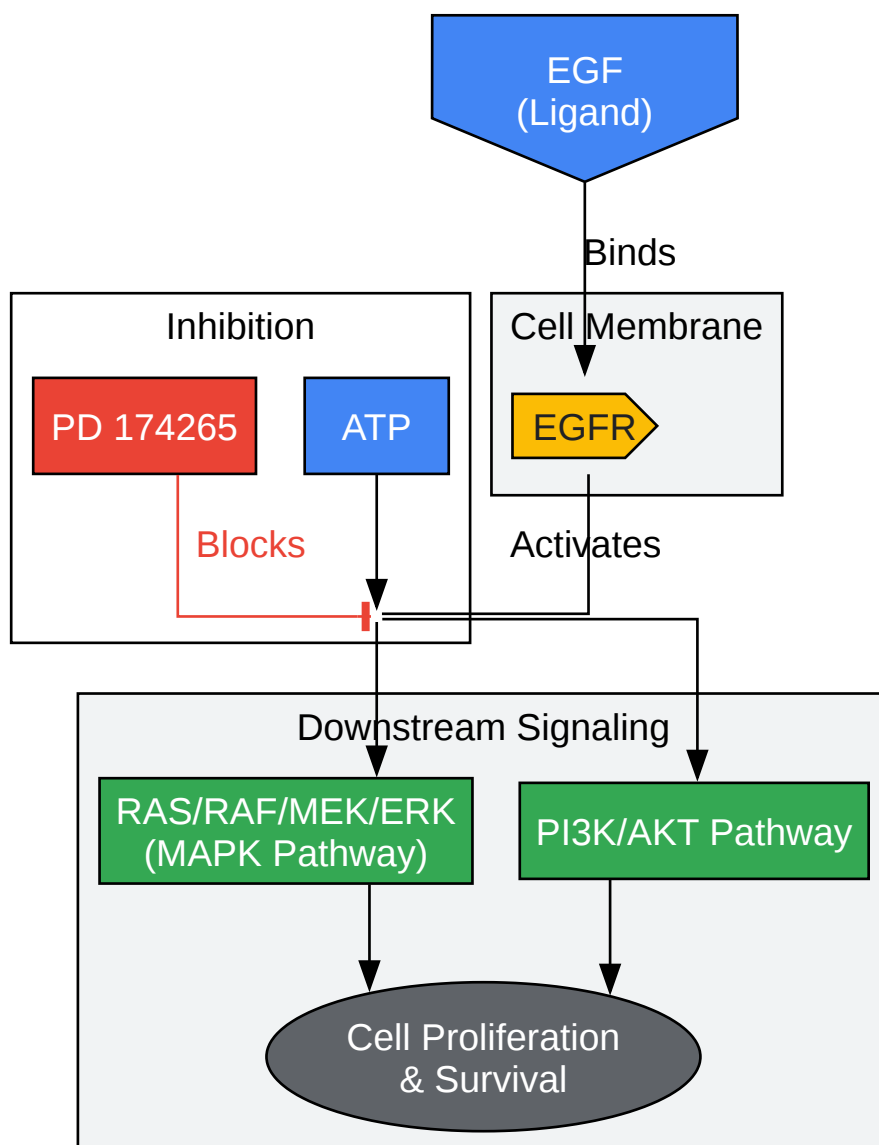 EGF
(Ligand)
Binds
Inhibition
Cell Membrane
PD 174265
ATP
EGFR
Blocks
Activates
Downstream Signaling
RAS/RAF/MEK/ERK
(MAPK Pathway)
PI3K/AKT Pathway
Cell Proliferation
& Survival